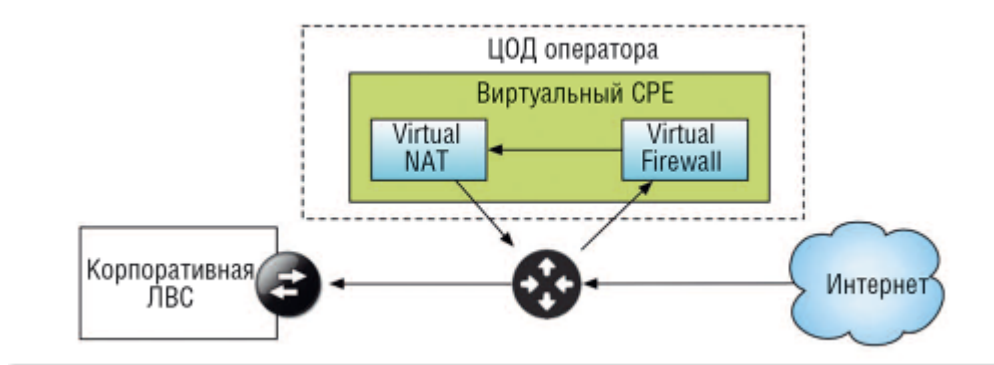 ЦОД оператора
Виртуальный CPE
Virtual
NAT
Virtual
Firewall
Корпоративная
ЛВС
Интернет